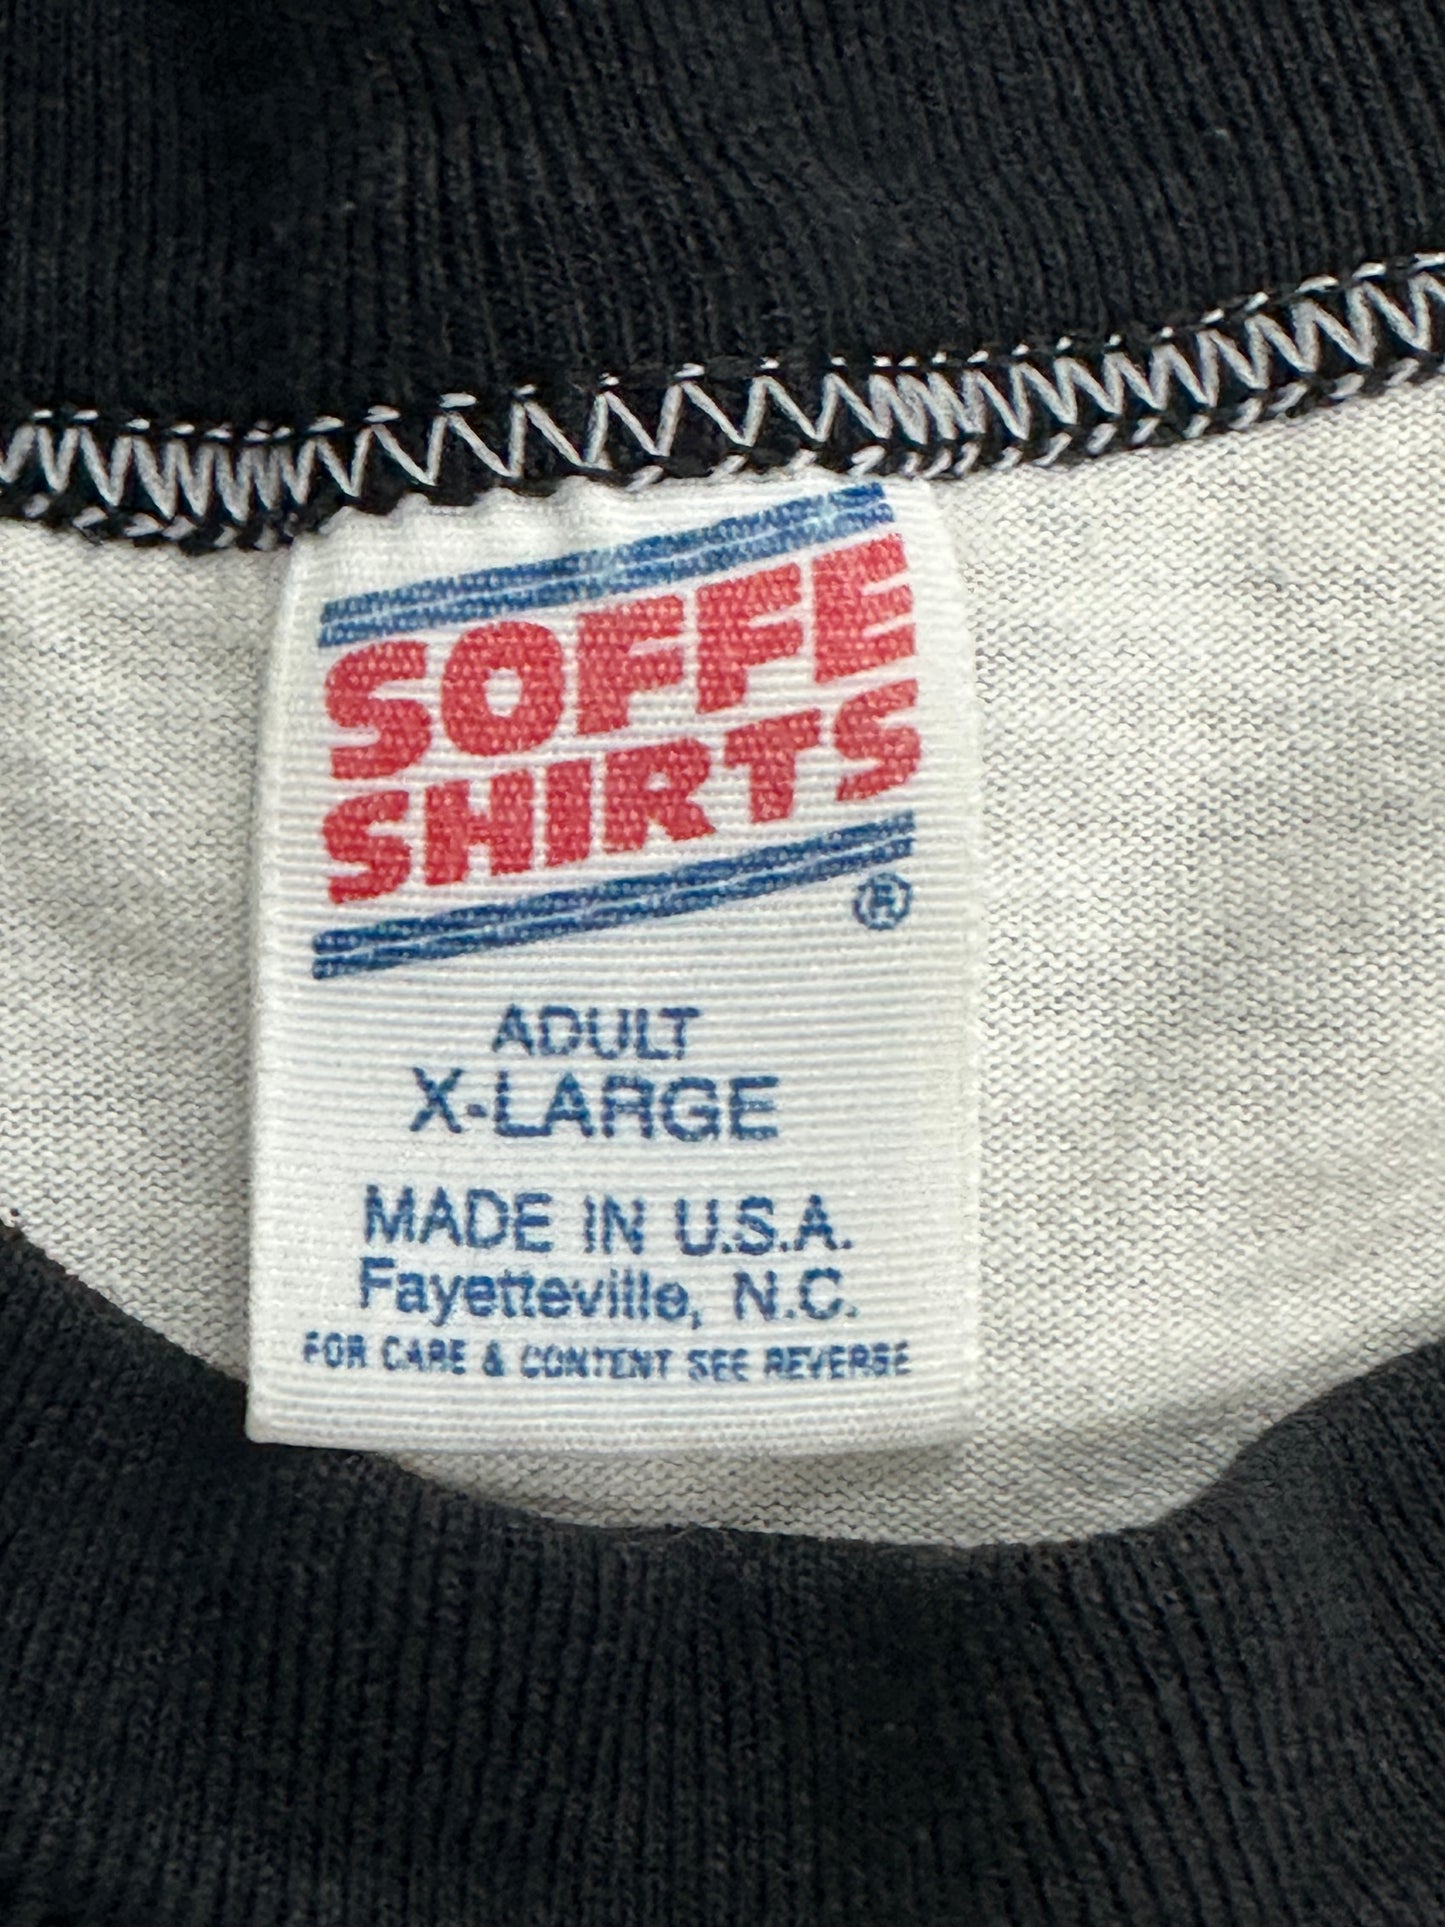 SOFFE
SHIRTS
®
ADULT
X-LARGE
MADE IN U.S.A.
Fayetteville, N.C.
FOR CARE & CONTENT SEE REVERSE